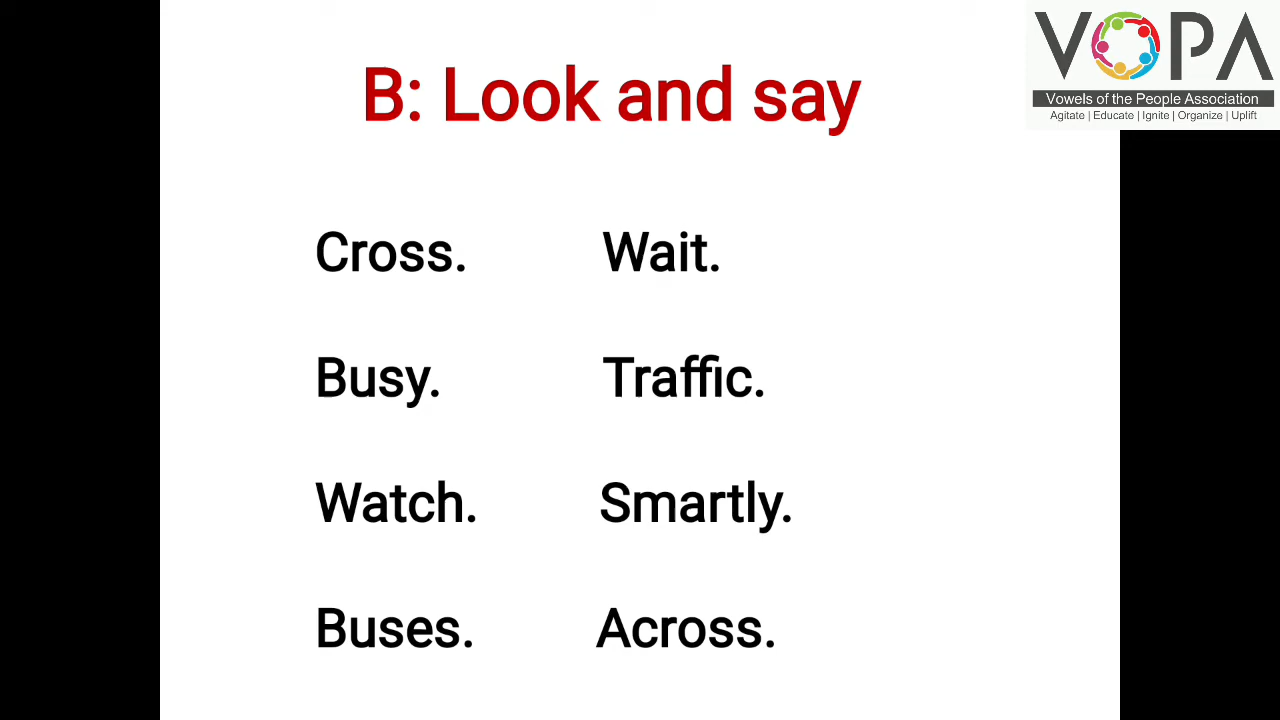 VOPA
Vowels of the People Association
Agitate | Educate | Ignite | Organize | Uplift
B: Look and say
Cross. Wait.
Busy. Traffic.
Watch. Smartly.
Buses. Across.